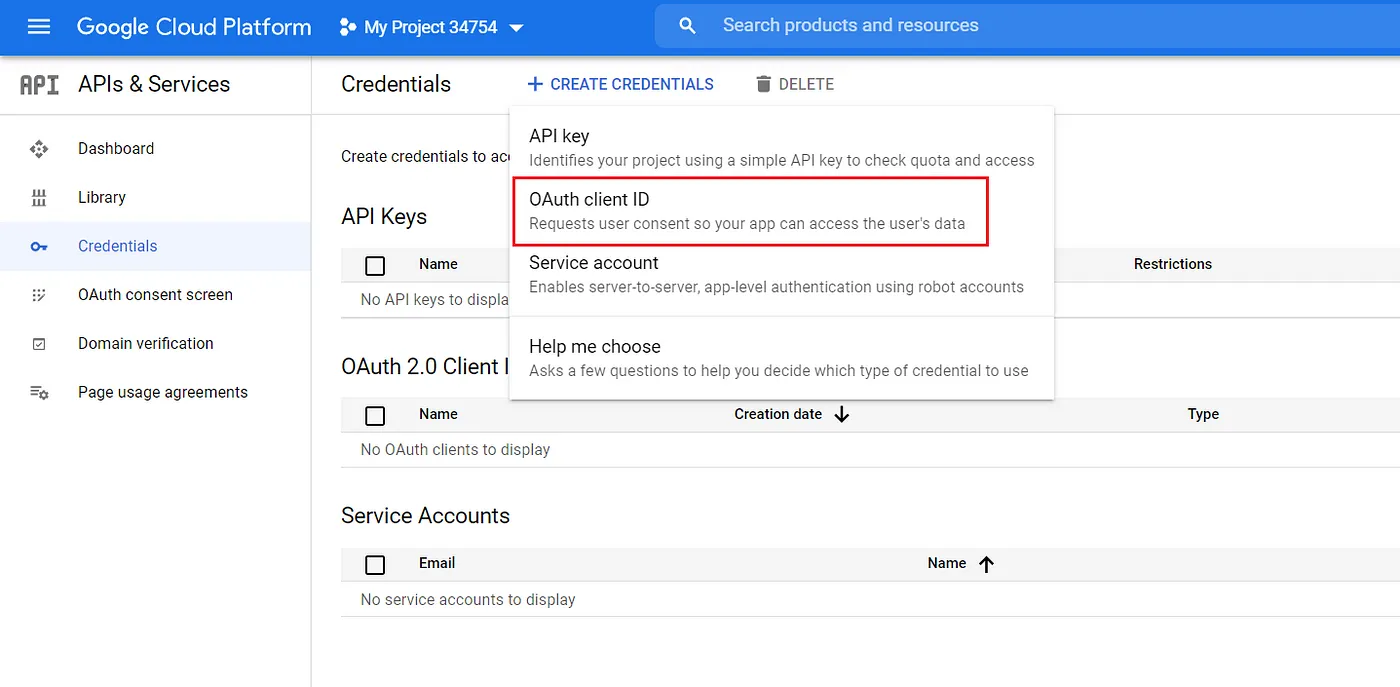 Google Cloud Platform
My Project 34754
Search products and resources
API APIs & Services
Credentials
CREATE CREDENTIALS
DELETE
Dashboard
Library
Credentials
OAuth consent screen
Domain verification
Page usage agreements
Create credentials to acc
API key
Identifies your project using a simple API key to check quota and access
OAuth client ID
Requests user consent so your app can access the user's data
Service account
Enables server-to-server, app-level authentication using robot accounts
Help me choose
Asks a few questions to help you decide which type of credential to use
API Keys
Name Restrictions
No API keys to displa
OAuth 2.0 Client I
Name Creation date Type
No OAuth clients to display
Service Accounts
Email Name
No service accounts to display